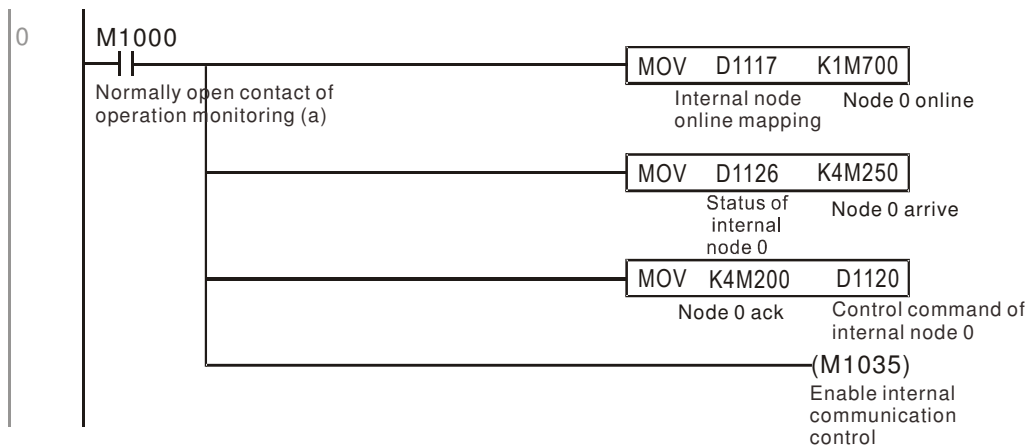 0
M1000
Normally open contact of
operation monitoring (a)
MOV D1117 K1M700
Internal node
online mapping
Node 0 online
MOV D1126 K4M250
Status of
internal
node 0
Node 0 arrive
MOV K4M200 D1120
Node 0 ack
Control command of
internal node 0
(M1035)
Enable internal
communication
control